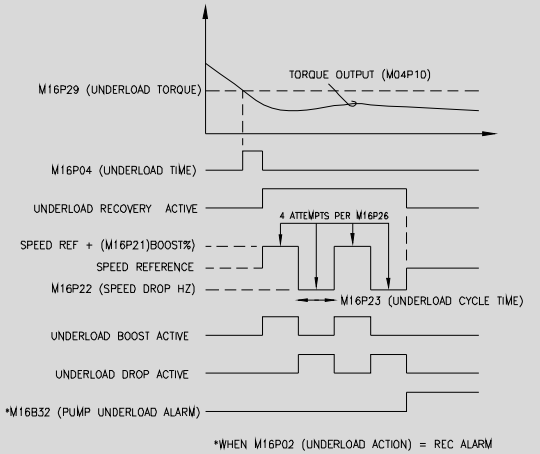 TORQUE OUTPUT (M04P10)
M16P29 (UNDERLOAD TORQUE)
M16P04 (UNDERLOAD TIME)
UNDERLOAD RECOVERY ACTIVE
4 ATTEMPTS PER M16P26
SPEED REF + (M16P21)BOOST%)
SPEED REFERENCE
M16P22 (SPEED DROP HZ)
M16P23 (UNDERLOAD CYCLE TIME)
UNDERLOAD BOOST ACTIVE
UNDERLOAD DROP ACTIVE
*M16B32 (PUMP UNDERLOAD ALARM)
*WHEN M16P02 (UNDERLOAD ACTION) = REC ALARM